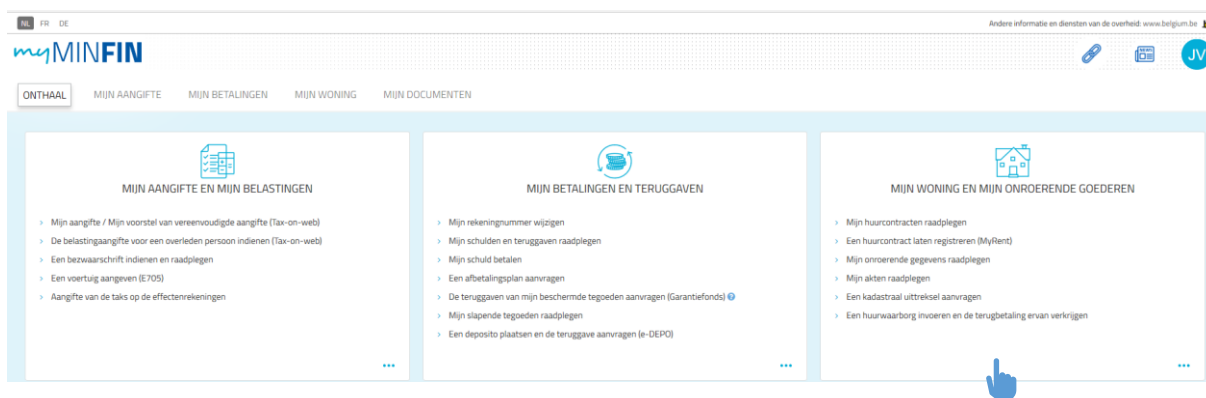 NL FR DE
Andere informatie en diensten van de overheid: www.belgium.be
myMINFIN
NEWS
JV
ONTHAAL MIJN AANGIFTE MIJN BETALINGEN MIJN WONING MIJN DOCUMENTEN
MIJN AANGIFTE EN MIJN BELASTINGEN
Mijn aangifte / Mijn voorstel van vereenvoudigde aangifte (Tax-on-web)
De belastingaangifte voor een overleden persoon indienen (Tax-on-web)
Een bezwaarschrift indienen en raadplegen
Een voertuig aangeven (E705)
Aangifte van de taks op de effectenrekeningen
MIJN BETALINGEN EN TERUGGAVEN
Mijn rekeningnummer wijzigen
Mijn schulden en teruggaven raadplegen
Mijn schuld betalen
Een afbetalingsplan aanvragen
De teruggaven van mijn beschermde tegoeden aanvragen (Garantiefonds)
Mijn slapende tegoeden raadplegen
Een deposito plaatsen en de teruggave aanvragen (e-DEPO)
MIJN WONING EN MIJN ONROERENDE GOEDEREN
Mijn huurcontracten raadplegen
Een huurcontract laten registreren (MyRent)
Mijn onroerende gegevens raadplegen
Mijn akten raadplegen
Een kadastraal uittreksel aanvragen
Een huurwaarborg invoeren en de terugbetaling ervan verkrijgen